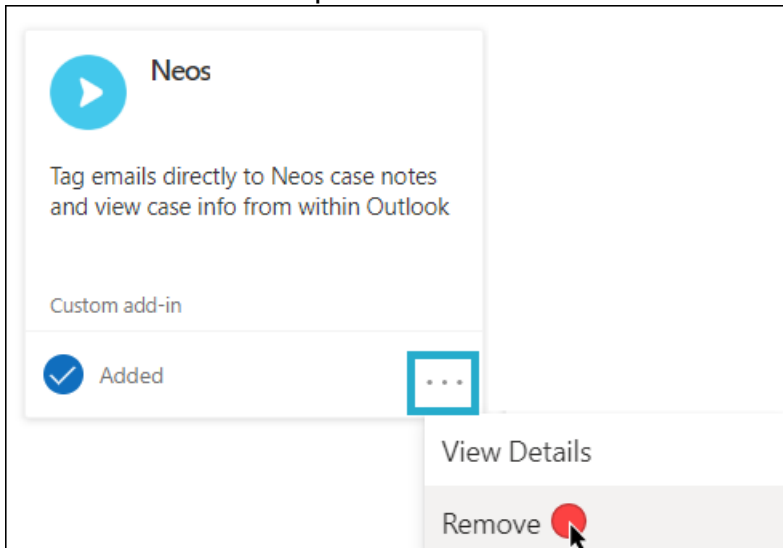 Neos
Tag emails directly to Neos case notes
and view case info from within Outlook
Custom add-in
Added
...
View Details
Remove